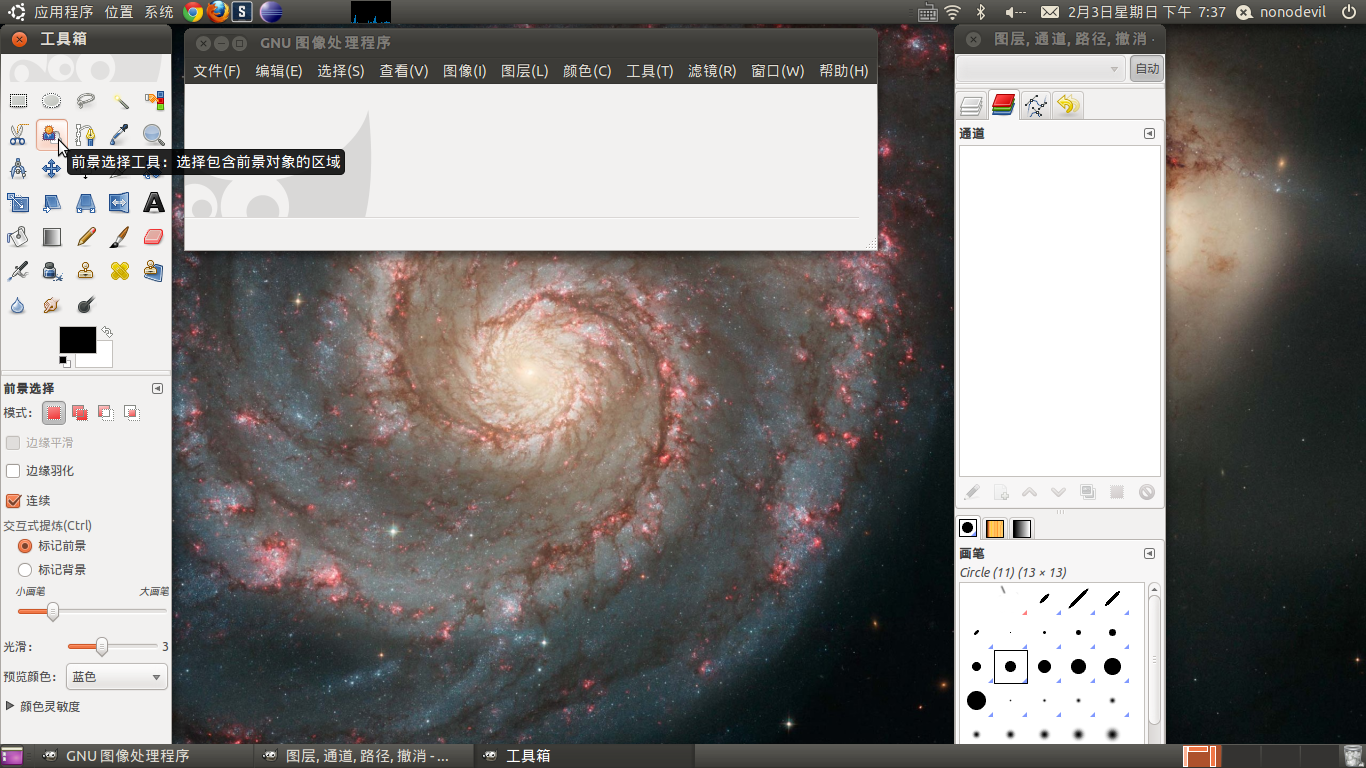 应用程序 位置 系统
2月3日星期日 下午 7:37 nonodevil
工具箱
GNU 图像处理程序
文件(F) 编辑(E) 选择(S) 查看(V) 图像(I) 图层(L) 颜色(C) 工具(T) 滤镜(R) 窗口(W) 帮助(H)
前景选择工具：选择包含前景对象的区域
前景选择
模式:
边缘平滑
边缘羽化
连续
交互式提炼(Ctrl)
标记前景
标记背景
小画笔 大画笔
光滑: 3
预览颜色: 蓝色
颜色灵敏度
图层, 通道, 路径, 撤消 -
自动
通道
画笔
Circle (11) (13 × 13)
GNU 图像处理程序
图层, 通道, 路径, 撤消 - ...
工具箱